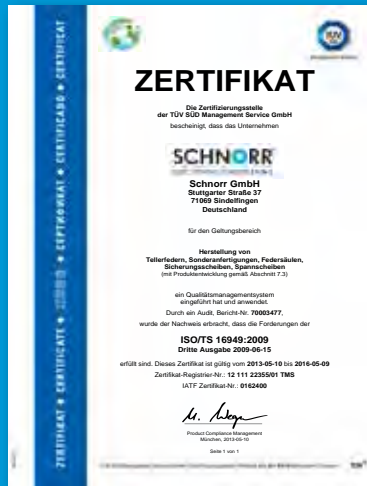 ZERTIFIKAT ◆ CERTIFICATE ◆ ◆ СЕРТИФИКАТ ◆ CERTIFICADO ◆ CERTIFICAT
TÜV
ZERTIFIKAT
Die Zertifizierungsstelle
der TÜV SÜD Management Service GmbH
bescheinigt, dass das Unternehmen
SCHNORR
Schnorr GmbH
Stuttgarter Straße 37
71069 Sindelfingen
Deutschland
für den Geltungsbereich
Herstellung von
Tellerfedern, Sonderanfertigungen, Federsäulen,
Sicherungsscheiben, Spannscheiben
(mit Produktentwicklung gemäß Abschnitt 7.3)
ein Qualitätsmanagementsystem
eingeführt hat und anwendet.
Durch ein Audit, Bericht-Nr. 70003477,
wurde der Nachweis erbracht, dass die Forderungen der
ISO/TS 16949:2009
Dritte Ausgabe 2009-06-15
erfüllt sind. Dieses Zertifikat ist gültig vom 2013-05-10 bis 2016-05-09
Zertifikat-Registrier-Nr.: 12 111 22355/01 TMS
IATF Zertifikat-Nr.: 0162400
Product Compliance Management
München, 2013-05-10
Seite 1 von 1